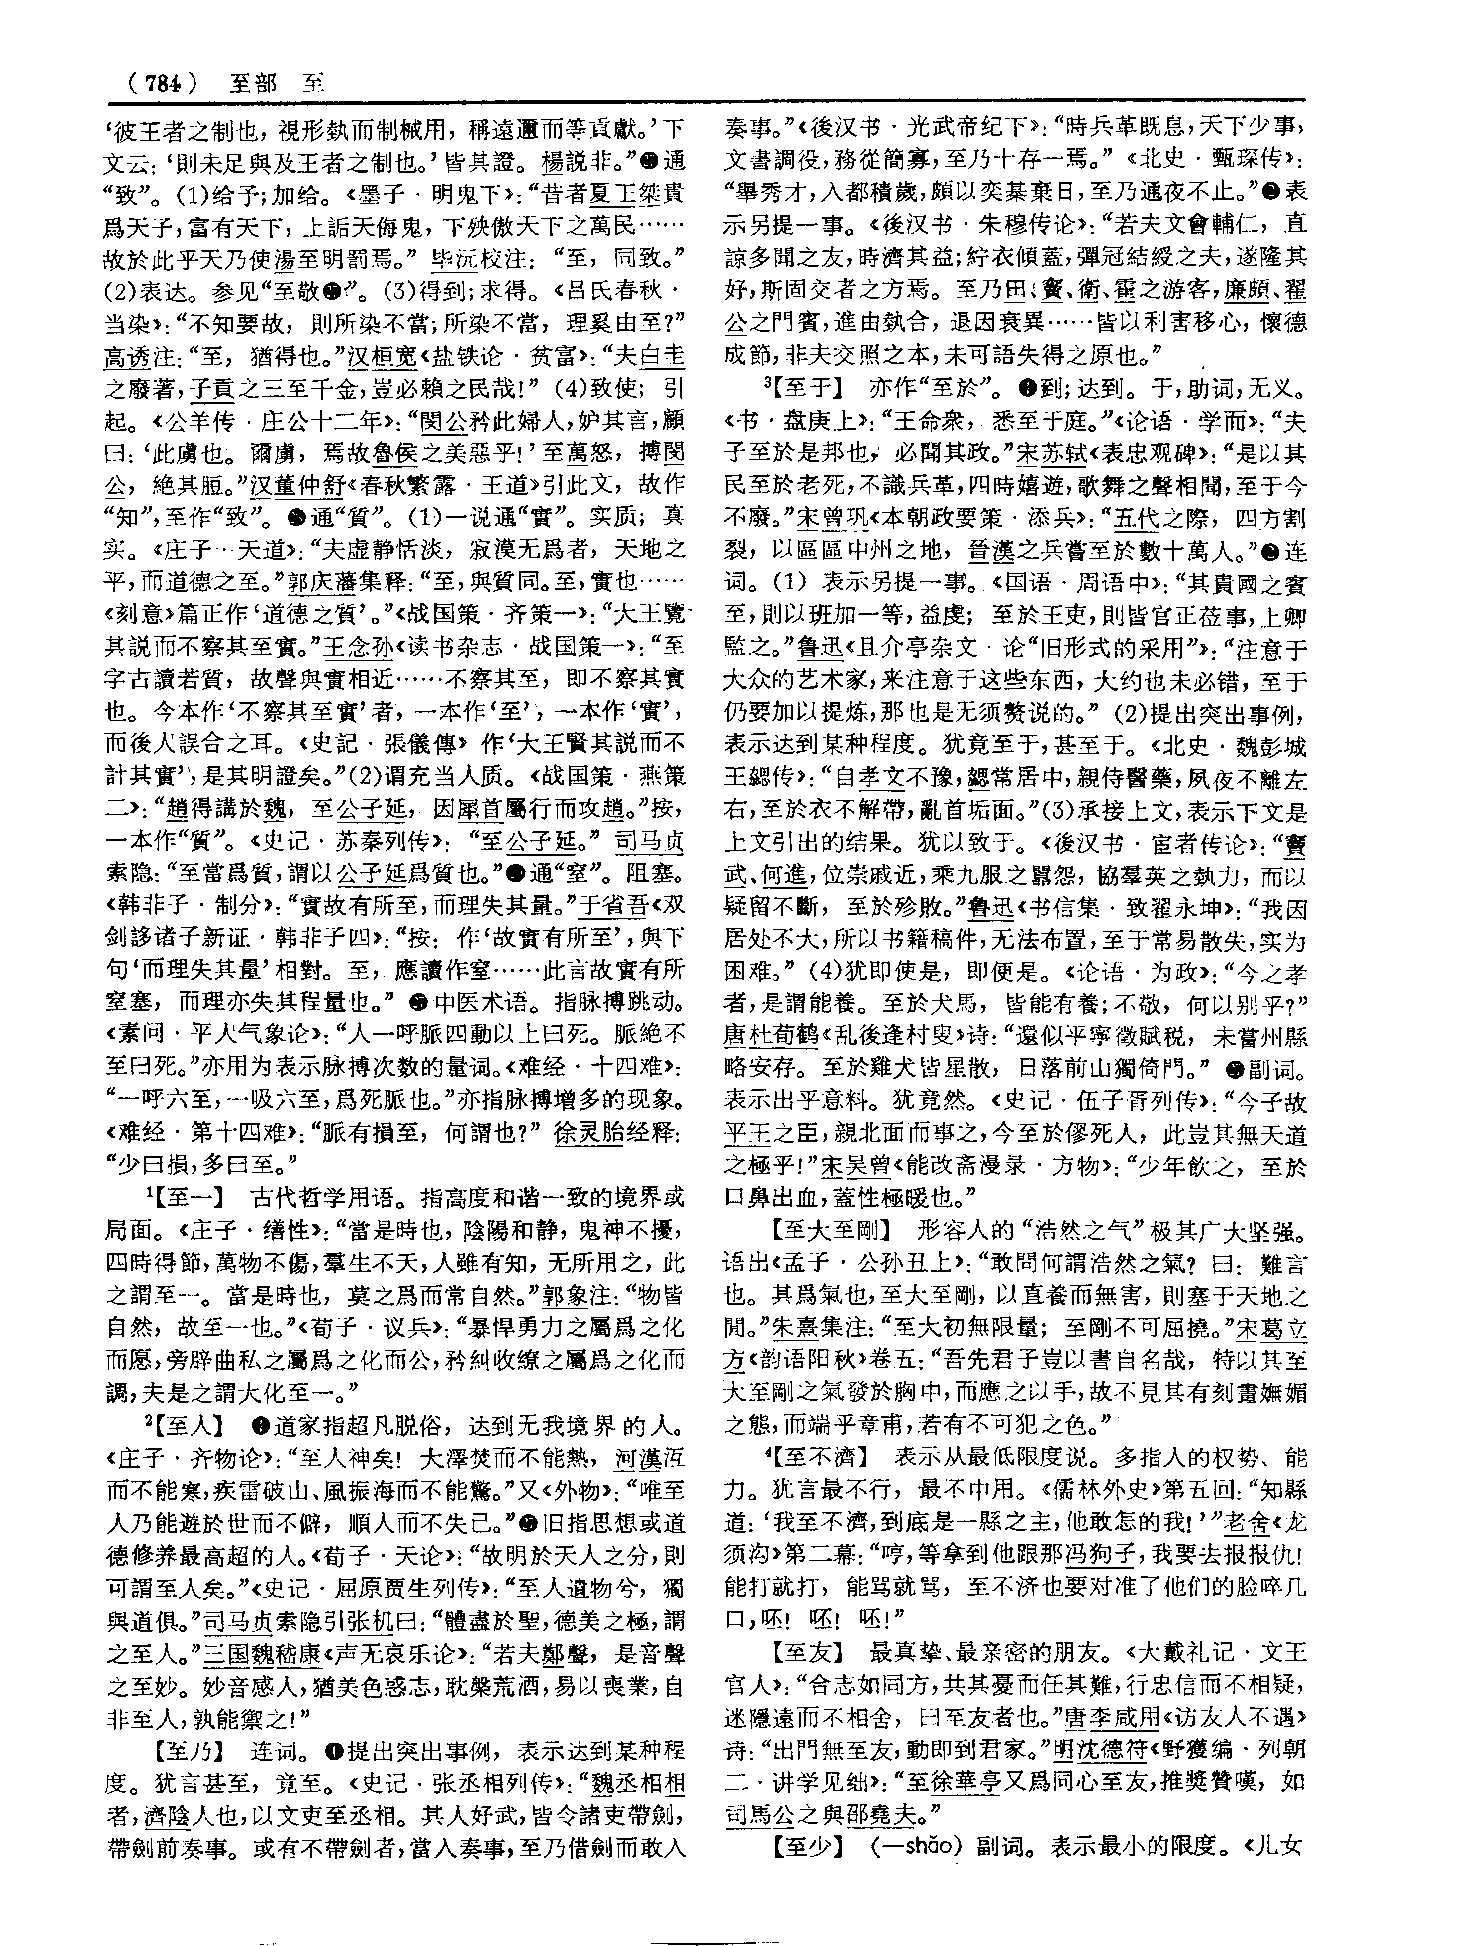 （784） 至部 至
‘彼王者之制也，視形埶而制械用，稱遠邇而等貢獻。’下
文云：‘則未足與及王者之制也。’皆其證。楊説非。”通
“致”。(1)给予；加给。《墨子·明鬼下》：“昔者夏王桀貴
爲天子，富有天下，上詬天侮鬼，下殃傲天下之萬民……
故於此乎天乃使湯至明罰焉。”毕沅校注：“至，同致。”
(2)表达。参见“至敬”。(3)得到；求得。《吕氏春秋·
当染》：“不知要故，則所染不當；所染不當，理奚由至？”
高诱注：“至，猶得也。”汉桓宽《盐铁论·贫富》：“夫白圭
之廢著，子貢之三至千金，豈必賴之民哉！”(4)致使；引
起。《公羊传·庄公十二年》：“閔公矜此婦人，妒其言，顧
曰：‘此虜也。爾虜，焉故魯侯之美惡乎！’至萬怒，搏閔
公，絶其脰。”汉董仲舒《春秋繁露·王道》引此文，故作
“知”，至作“致”。通“質”。(1)一说通“實”。实质；真
实。《庄子·天道》：“夫虚静恬淡，寂漠无爲者，天地之
平，而道德之至。”郭庆藩集释：“至，與質同。至，實也……
《刻意》篇正作‘道德之質’。”《战国策·齐策一》：“大王覽
其説而不察其至實。”王念孙《读书杂志·战国策一》：“至
字古讀若質，故聲與實相近……不察其至，即不察其實
也。今本作‘不察其至實’者，一本作‘至’，一本作‘實’，
而後人誤合之耳。《史記·張儀傳》作‘大王賢其説而不
計其實’，是其明證矣。”(2)谓充当人质。《战国策·燕策
二》：“趙得講於魏，至公子延，因犀首屬行而攻趙。”按，
一本作“質”。《史记·苏秦列传》：“至公子延。”司马贞
索隐：“至當爲質，謂以公子延爲質也。”通“窒”。阻塞。
《韩非子·制分》：“實故有所至，而理失其量。”于省吾《双
剑誃诸子新证·韩非子四》：“按：作‘故實有所至’，與下
句‘而理失其量’相對。至，應讀作窒……此言故實有所
窒塞，而理亦失其程量也。”中医术语。指脉搏跳动。
《素问·平人气象论》：“人一呼脈四動以上曰死。脈絶不
至曰死。”亦用为表示脉搏次数的量词。《难经·十四难》：
“一呼六至，一吸六至，爲死脈也。”亦指脉搏增多的现象。
《难经·第十四难》：“脈有損至，何謂也？”徐灵胎经释：
“少曰損，多曰至。”
¹【至一】 古代哲学用语。指高度和谐一致的境界或
局面。《庄子·缮性》：“當是時也，陰陽和静，鬼神不擾，
四時得節，萬物不傷，羣生不夭，人雖有知，无所用之，此
之謂至一。當是時也，莫之爲而常自然。”郭象注：“物皆
自然，故至一也。”《荀子·议兵》：“暴悍勇力之屬爲之化
而愿，旁辟曲私之屬爲之化而公，矜糾收繚之屬爲之化而
調，夫是之謂大化至一。”
²【至人】 ❶道家指超凡脱俗，达到无我境界的人。
《庄子·齐物论》：“至人神矣！大澤焚而不能熱，河漢沍
而不能寒，疾雷破山、風振海而不能驚。”又《外物》：“唯至
人乃能遊於世而不僻，順人而不失己。”❷旧指思想或道
德修养最高超的人。《荀子·天论》：“故明於天人之分，則
可謂至人矣。”《史记·屈原贾生列传》：“至人遺物兮，獨
與道俱。”司马贞索隐引张机曰：“體盡於聖，德美之極，謂
之至人。”三国魏嵇康《声无哀乐论》：“若夫鄭聲，是音聲
之至妙。妙音感人，猶美色惑志，耽槃荒酒，易以喪業，自
非至人，孰能禦之！”
【至乃】 连词。❶提出突出事例，表示达到某种程
度。犹言甚至，竟至。《史记·张丞相列传》：“魏丞相相
者，濟陰人也，以文吏至丞相。其人好武，皆令諸吏帶劍，
帶劍前奏事。或有不帶劍者，當入奏事，至乃借劍而敢入
奏事。”《後汉书·光武帝纪下》：“時兵革既息，天下少事，
文書調役，務從簡寡，至乃十存一焉。”《北史·甄琛传》：
“舉秀才，入都積歲，頗以奕棊棄日，至乃通夜不止。”❷表
示另提一事。《後汉书·朱穆传论》：“若夫文會輔仁，直
諒多聞之友，時濟其益；紵衣傾蓋，彈冠結綬之夫，遂隆其
好，斯固交者之方焉。至乃田、竇、衛、霍之游客，廉頗、翟
公之門賓，進由埶合，退因衰異……皆以利害移心，懷德
成節，非夫交照之本，未可語失得之原也。”
³【至于】 亦作“至於”。❶到；达到。于，助词，无义。
《书·盘庚上》：“王命衆，悉至于庭。”《论语·学而》：“夫
子至於是邦也，必聞其政。”宋苏轼《表忠观碑》：“是以其
民至於老死，不識兵革，四時嬉遊，歌舞之聲相聞，至于今
不廢。”宋曾巩《本朝政要策·添兵》：“五代之際，四方割
裂，以區區中州之地，晉漢之兵嘗至於數十萬人。”❷连
词。(1) 表示另提一事。《国语·周语中》：“其貴國之賓
至，則以班加一等，益虔；至於王吏，則皆官正莅事，上卿
監之。”鲁迅《且介亭杂文·论“旧形式的采用”》：“注意于
大众的艺术家，来注意于这些东西，大约也未必错，至于
仍要加以提炼，那也是无须赘说的。”(2)提出突出事例，
表示达到某种程度。犹竟至于，甚至于。《北史·魏彭城
王勰传》：“自孝文不豫，勰常居中，親侍醫藥，夙夜不離左
右，至於衣不解帶，亂首垢面。”(3)承接上文，表示下文是
上文引出的结果。犹以致于。《後汉书·宦者传论》：“竇
武、何進，位崇戚近，乘九服之囂怨，協羣英之埶力，而以
疑留不斷，至於殄敗。”鲁迅《书信集·致翟永坤》：“我因
居处不大，所以书籍稿件，无法布置，至于常易散失，实为
困难。”(4)犹即使是，即便是。《论语·为政》：“今之孝
者，是謂能養。至於犬馬，皆能有養；不敬，何以别乎？”
唐杜荀鹤《乱後逢村叟》诗：“還似平寧徵賦税，未嘗州縣
略安存。至於雞犬皆星散，日落前山獨倚門。”❸副词。
表示出乎意料。犹竟然。《史记·伍子胥列传》：“今子故
平王之臣，親北面而事之，今至於僇死人，此豈其無天道
之極乎！”宋吴曾《能改斋漫录·方物》：“少年飲之，至於
口鼻出血，蓋性極暖也。”
【至大至剛】 形容人的“浩然之气”极其广大坚强。
语出《孟子·公孙丑上》：“敢問何謂浩然之氣？曰：難言
也。其爲氣也，至大至剛，以直養而無害，則塞于天地之
閒。”朱熹集注：“至大初無限量；至剛不可屈撓。”宋葛立
方《韵语阳秋》卷五：“吾先君子豈以書自名哉，特以其至
大至剛之氣發於胸中，而應之以手，故不見其有刻畫嫵媚
之態，而端乎章甫，若有不可犯之色。”
⁴【至不濟】 表示从最低限度说。多指人的权势、能
力。犹言最不行，最不中用。《儒林外史》第五回：“知縣
道：‘我至不濟，到底是一縣之主，他敢怎的我！’”老舍《龙
须沟》第二幕：“哼，等拿到他跟那冯狗子，我要去报报仇！
能打就打，能骂就骂，至不济也要对准了他们的脸啐几
口，呸！呸！呸！”
【至友】 最真挚、最亲密的朋友。《大戴礼记·文王
官人》：“合志如同方，共其憂而任其難，行忠信而不相疑，
迷隱遠而不相舍，曰至友者也。”唐李咸用《访友人不遇》
诗：“出門無至友，動即到君家。”明沈德符《野獲编·列朝
二·讲学见绌》：“至徐華亭又爲同心至友，推奬贊嘆，如
司馬公之與邵堯夫。”
【至少】 （—shǎo）副词。表示最小的限度。《儿女